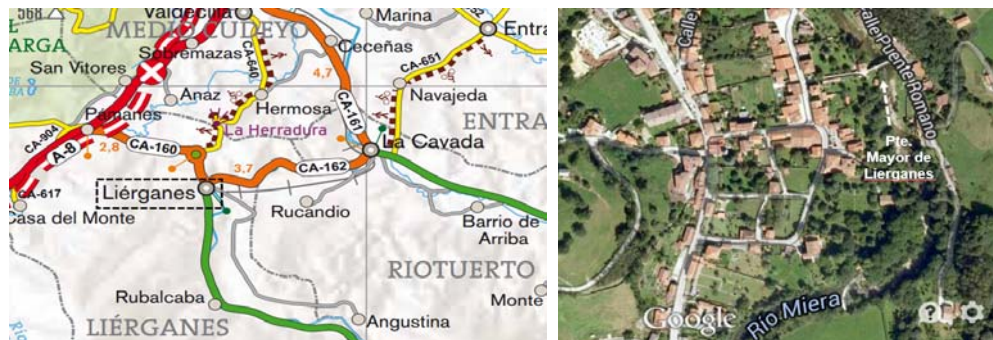 568
Valdecilla
MEDIO CUDEYO
Marina
Entra
ARGA
Sobremazas
Ceceñas
CA-640
4,7
CA-651
San Vitores
Anaz
Hermosa
Navajeda
La Herradura
CA-161
ENTRA
Pámanes
CA-904
A-8
2,8
CA-160
La Cavada
3,7
CA-162
CA-617
Liérganes
Casa del Monte
Rucandio
Barrio de
Arriba
RIOTUERTO
Rubalcaba
Monte
LIÉRGANES
Angustina
Calle
Calle Puente Romano
Pte.
Mayor de
Lierganes
Google
Rio Miera
?